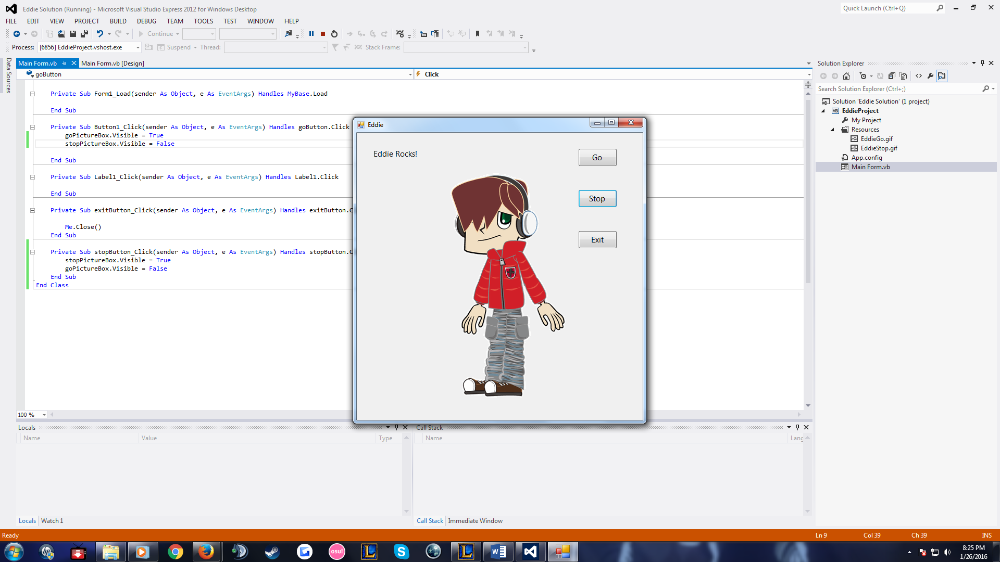 Eddie Solution (Running) - Microsoft Visual Studio Express 2012 for Windows Desktop
Quick Launch (Ctrl+Q)
FILE EDIT VIEW PROJECT BUILD DEBUG TEAM TOOLS TEST WINDOW HELP
Continue
Process: [6856] EddieProject.vshost.exe Suspend Thread: Stack Frame:
Data Sources
Main Form.vb Main Form.vb [Design]
goButton Click
Private Sub Form1_Load(sender As Object, e As EventArgs) Handles MyBase.Load
End Sub
Private Sub Button1_Click(sender As Object, e As EventArgs) Handles goButton.Click
goPictureBox.Visible = True
stopPictureBox.Visible = False
End Sub
Private Sub Label1_Click(sender As Object, e As EventArgs) Handles Label1.Click
End Sub
Private Sub exitButton_Click(sender As Object, e As EventArgs) Handles exitButton.C
Me.Close()
End Sub
Private Sub stopButton_Click(sender As Object, e As EventArgs) Handles stopButton.C
stopPictureBox.Visible = True
goPictureBox.Visible = False
End Sub
End Class
Eddie
Eddie Rocks!
Go
Stop
Exit
Solution Explorer
Search Solution Explorer (Ctrl+;)
Solution 'Eddie Solution' (1 project)
VB EddieProject
My Project
Resources
EddieGo.gif
EddieStop.gif
App.config
Main Form.vb
100 %
Locals
Name Value Type
Locals Watch 1
Call Stack
Name Lang
Call Stack Immediate Window
Ready Ln 9 Col 39 Ch 39 INS
hp
osu!
L
S
L
W
8:25 PM
1/26/2016